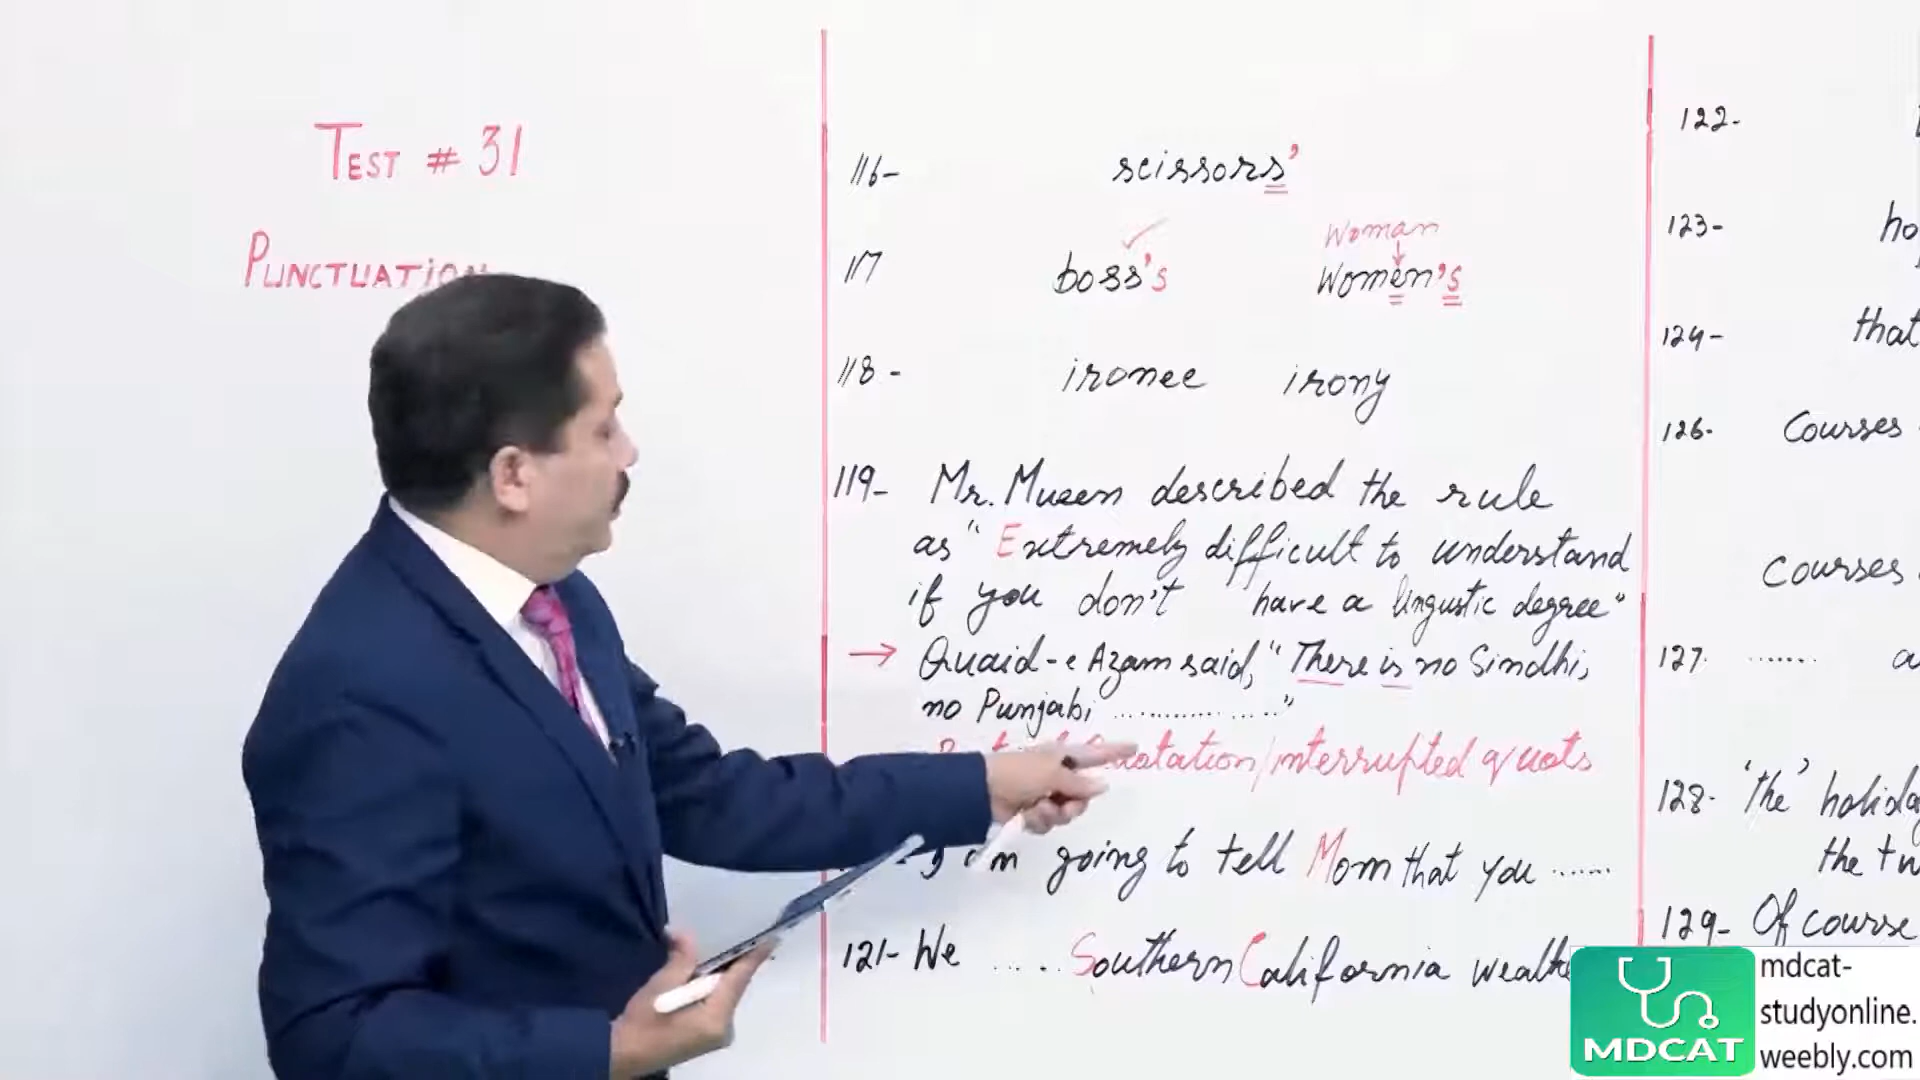 TEST # 31
PUNCTUATION
116- scissors'
117 boss's Women's
Woman
118- ironee irony
119- Mr. Museen described the rule
as "Extremely difficult to understand
if you don't "have a lingustic degree"
→ Quaid-e Azam said, "There is no Sindhi,
no Punjabi ............."
Quotation/interrupted quots
going to tell Mom that you ......
121- We .... Southern California
122-
123- ho
124- that
126- Courses
Courses
127. ......
128- 'the' holida
the tw
129- Of course
MDCAT
mdcat-
studyonline.
weebly.com